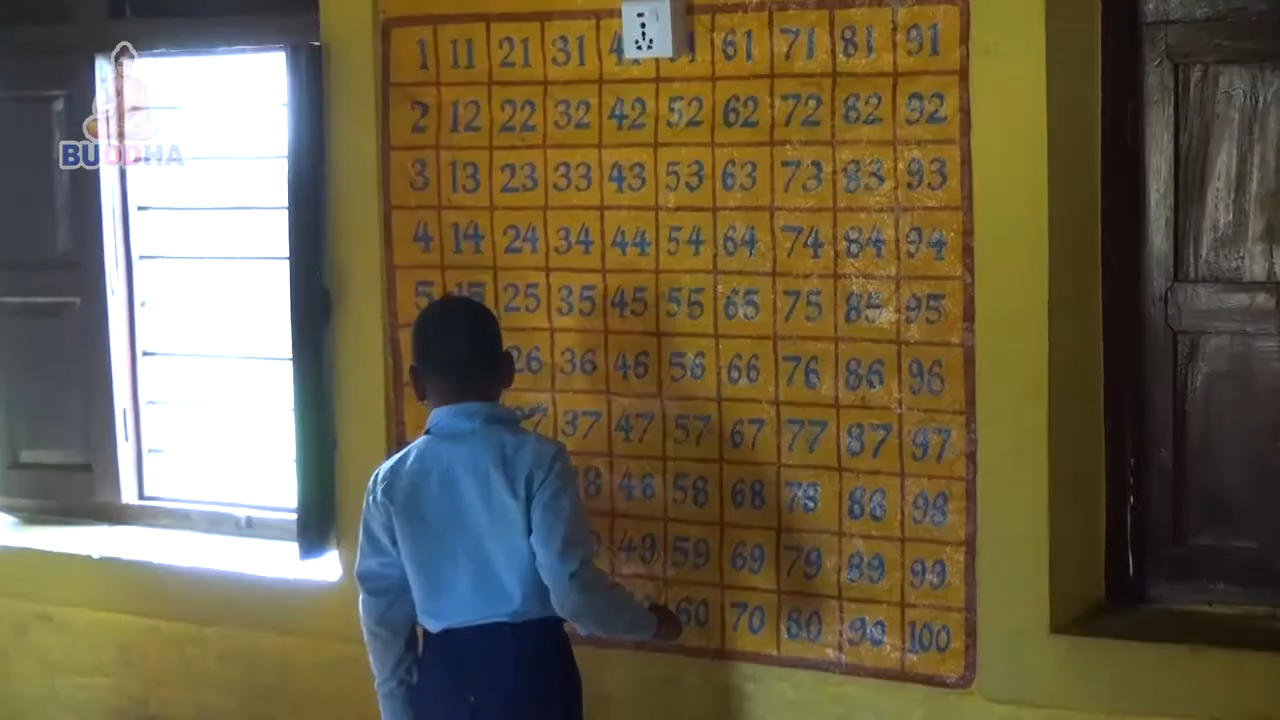 1 11 21 31 61 71 81 91
BUDDHA
2 12 22 32 42 52 62 72 82 92
3 13 23 33 43 53 63 73 83 93
4 14 24 34 44 54 64 74 84 94
5 25 35 45 55 65 75 85 95
26 36 46 56 66 76 86 96
37 47 57 67 77 87 97
48 58 68 78 88 98
49 59 69 79 89 99
60 70 80 90 100